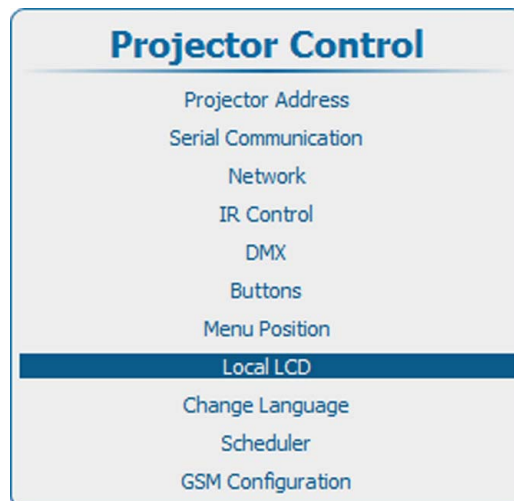 Projector Control
Projector Address
Serial Communication
Network
IR Control
DMX
Buttons
Menu Position
Local LCD
Change Language
Scheduler
GSM Configuration